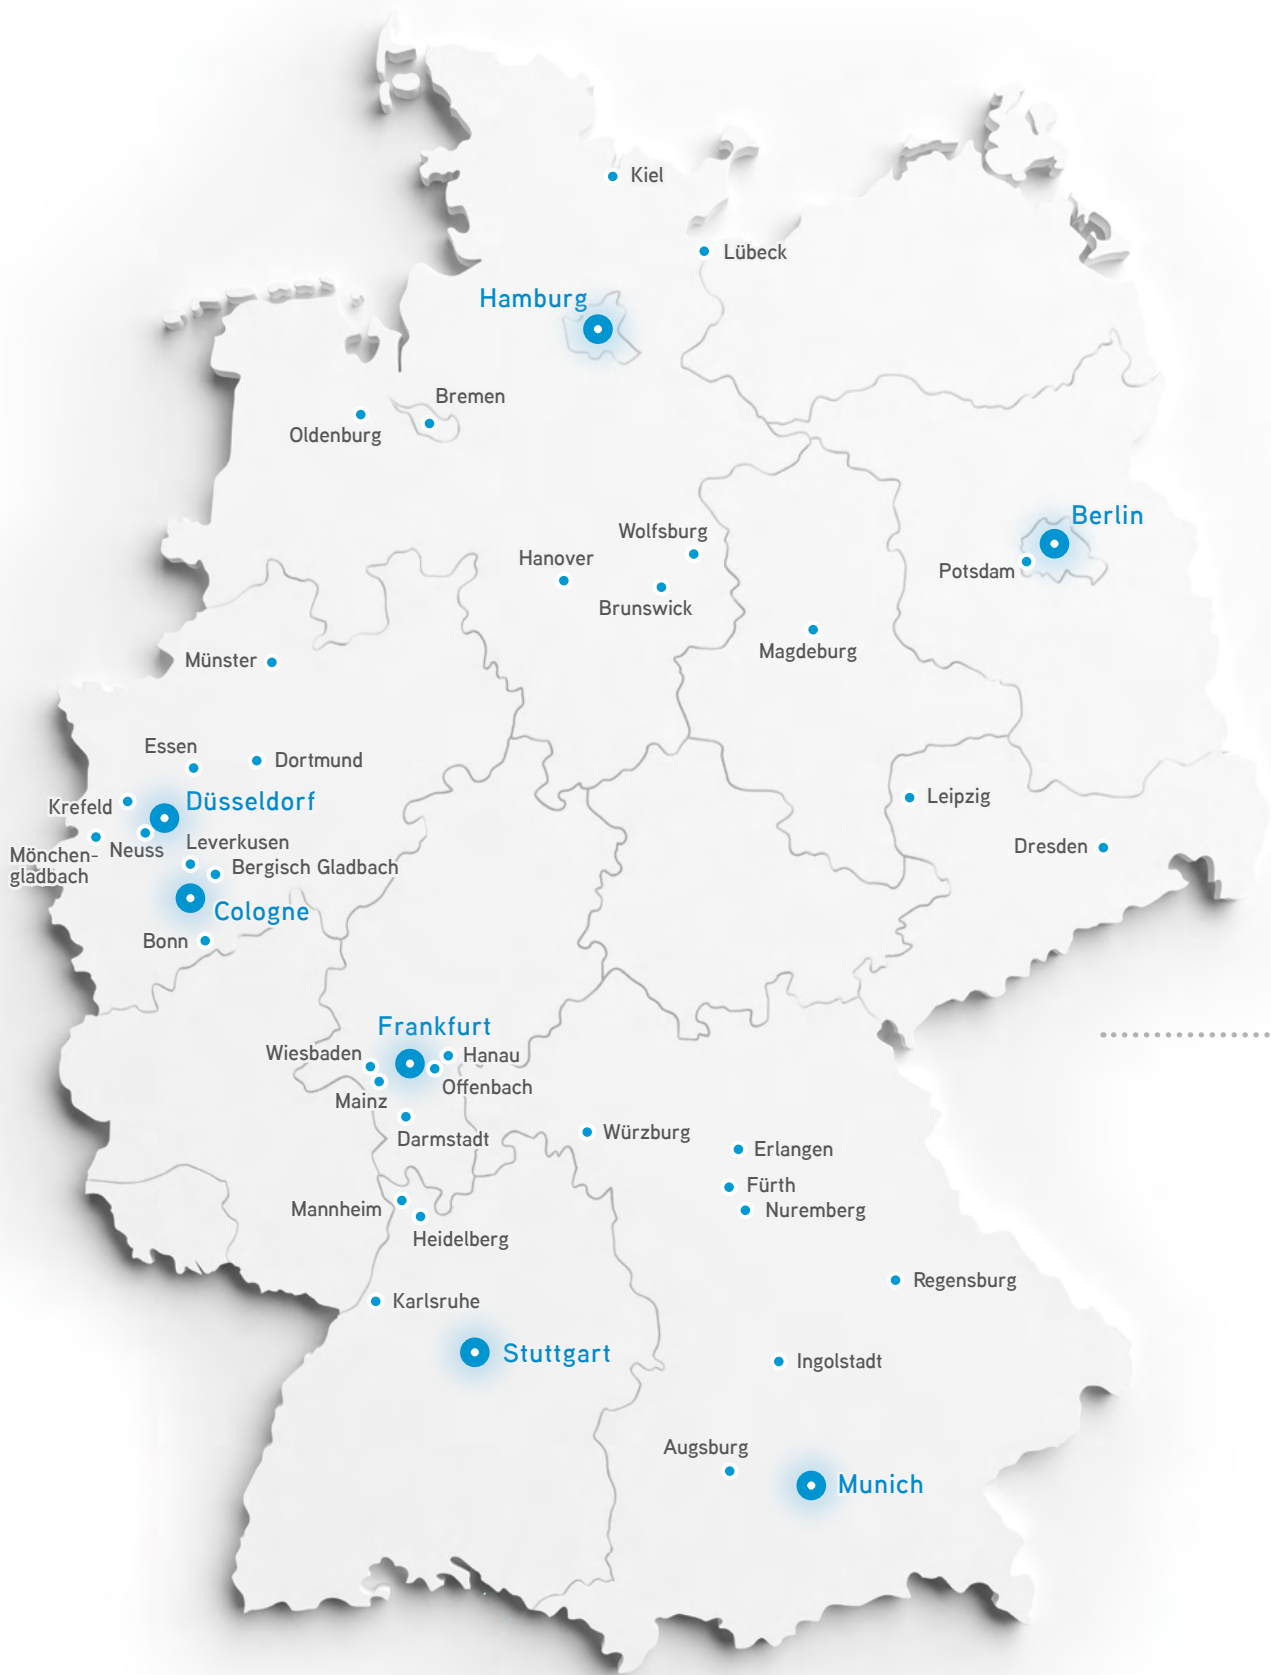 Kiel
Lübeck
Hamburg
Bremen
Oldenburg
Berlin
Wolfsburg
Hanover
Potsdam
Brunswick
Magdeburg
Münster
Essen
Dortmund
Leipzig
Düsseldorf
Krefeld
Leverkusen
Neuss
Dresden
Mönchen-
gladbach
Bergisch Gladbach
Cologne
Bonn
Frankfurt
Wiesbaden
Hanau
Offenbach
Mainz
Darmstadt
Würzburg
Erlangen
Fürth
Mannheim
Nuremberg
Heidelberg
Regensburg
Karlsruhe
Stuttgart
Ingolstadt
Augsburg
Munich